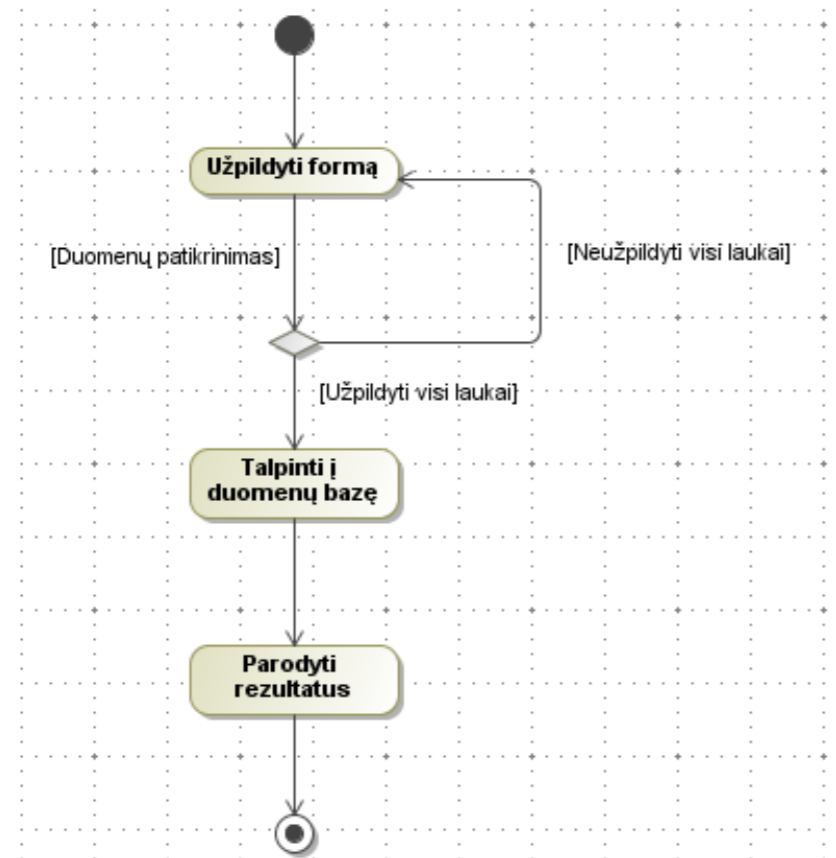 Užpildyti formą
[Duomenų patikrinimas]
[Neužpildyti visi laukai]
[Užpildyti visi laukai]
Talpinti į
duomenų bazę
Parodyti
rezultatus